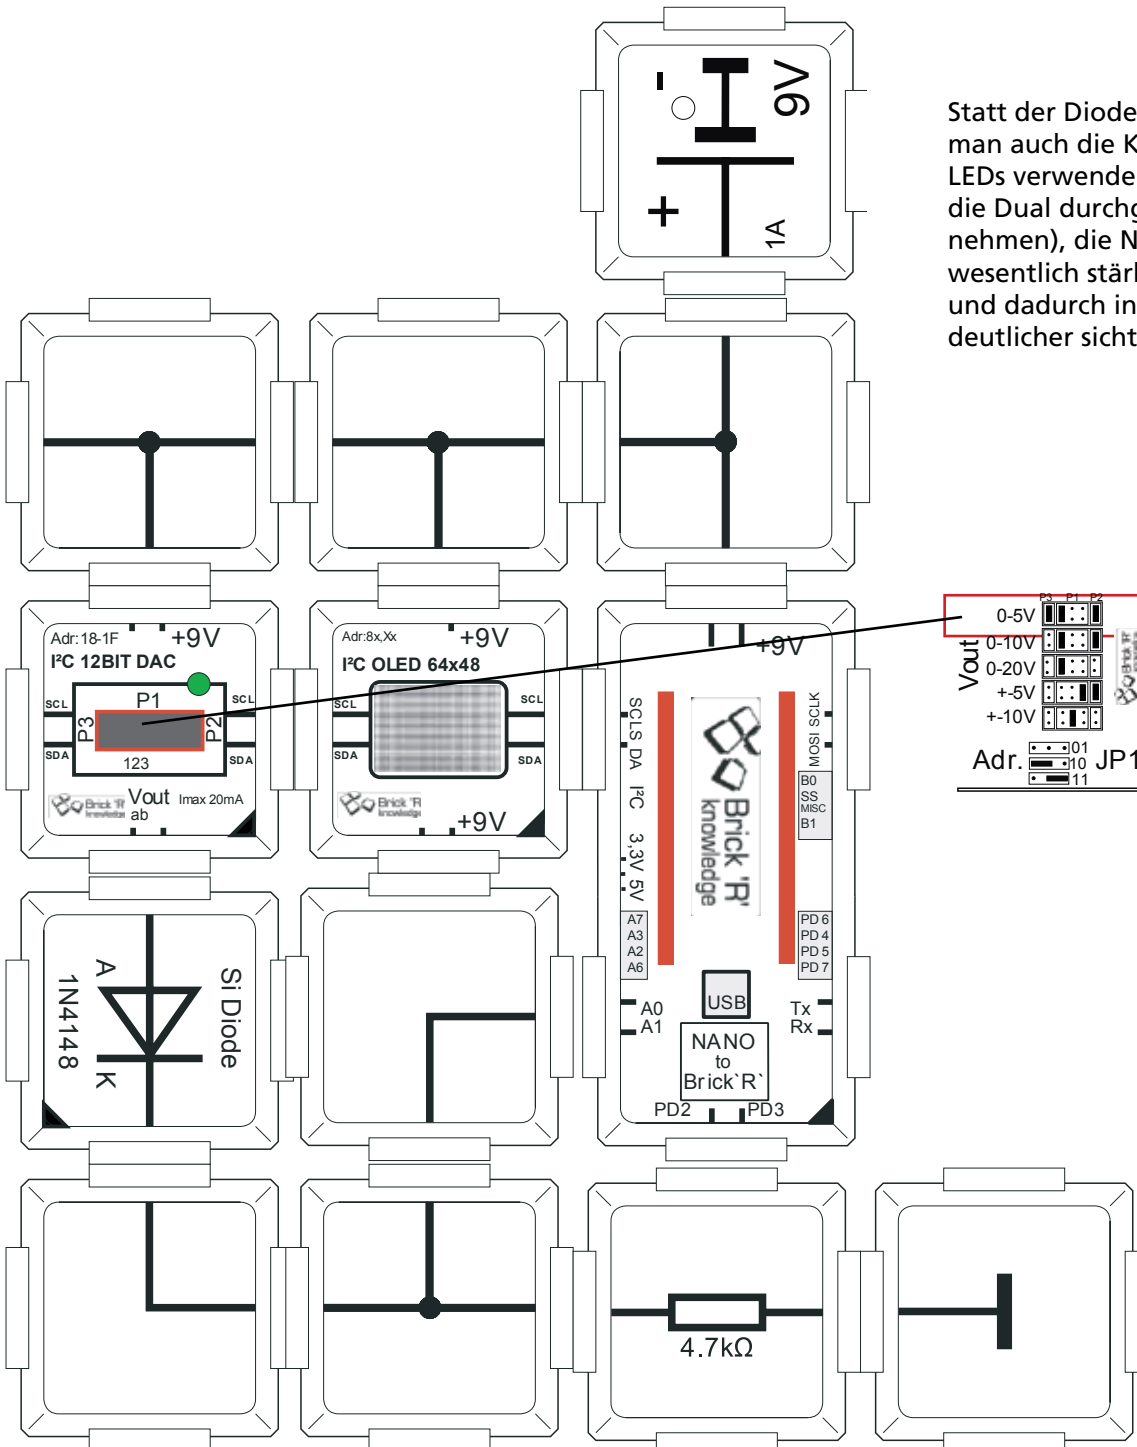 -
9V
+
1A
Statt der Diode
man auch die K
LEDs verwende
die Dual durchg
nehmen), die N
wesentlich stärk
und dadurch in
deutlicher sicht
Adr:18-1F +9V
I²C 12BIT DAC
SCL P1 SCL
P3 P2
SDA 123 SDA
Brick 'R'
knowledge
Vout Imax 20mA
ab
Adr:8x,Xx +9V
I²C OLED 64x48
SCL SCL
SDA SDA
Brick 'R'
knowledge
+9V
+9V
SCLS DA I²C 3,3V 5V
MOSI SCLK
Brick 'R'
knowledge
B0
SS
MISC
B1
A7
A3
A2
A6
PD 6
PD 4
PD 5
PD 7
A0
A1
USB
Tx
Rx
NANO
to
Brick`R`
PD2 PD3
P3 P1 P2
Vout
0-5V
0-10V
0-20V
+-5V
+-10V
Brick 'R'
Adr. JP1
01
10
11
1N4148
A
K
Si Diode
4.7kΩ